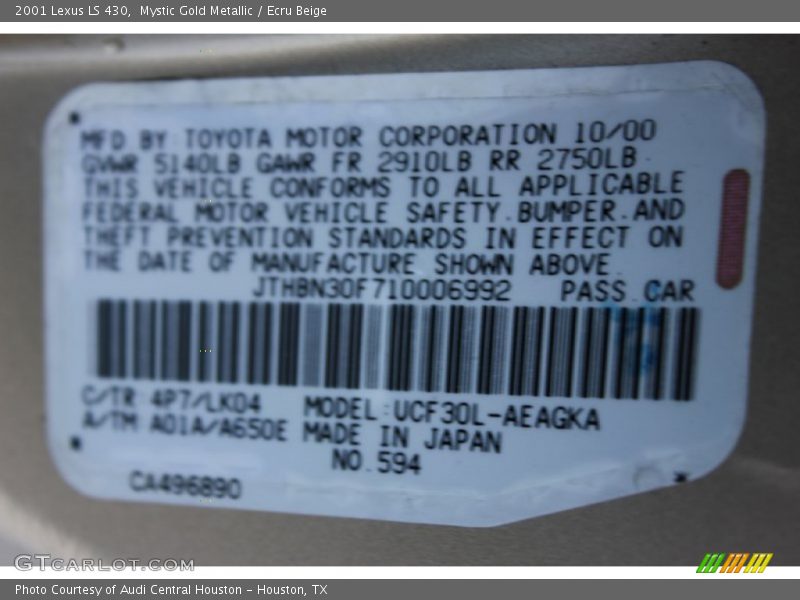 2001 Lexus LS 430,  Mystic Gold Metallic / Ecru Beige
MFD BY TOYOTA MOTOR CORPORATION 10/00
GVWR 5140LB GAWR FR 2910LB RR 2750LB
THIS VEHICLE CONFORMS TO ALL APPLICABLE
FEDERAL MOTOR VEHICLE SAFETY.BUMPER.AND
THEFT PREVENTION STANDARDS IN EFFECT ON
THE DATE OF MANUFACTURE SHOWN ABOVE.
JTHBN30F710006992 PASS.CAR
C/TR 4P7/LK04 MODEL:UCF30L-AEAGKA
A/TM A01A/A650E MADE IN JAPAN
NO.594
CA496890
GTCARLOT.COM
Photo Courtesy of Audi Central Houston - Houston, TX